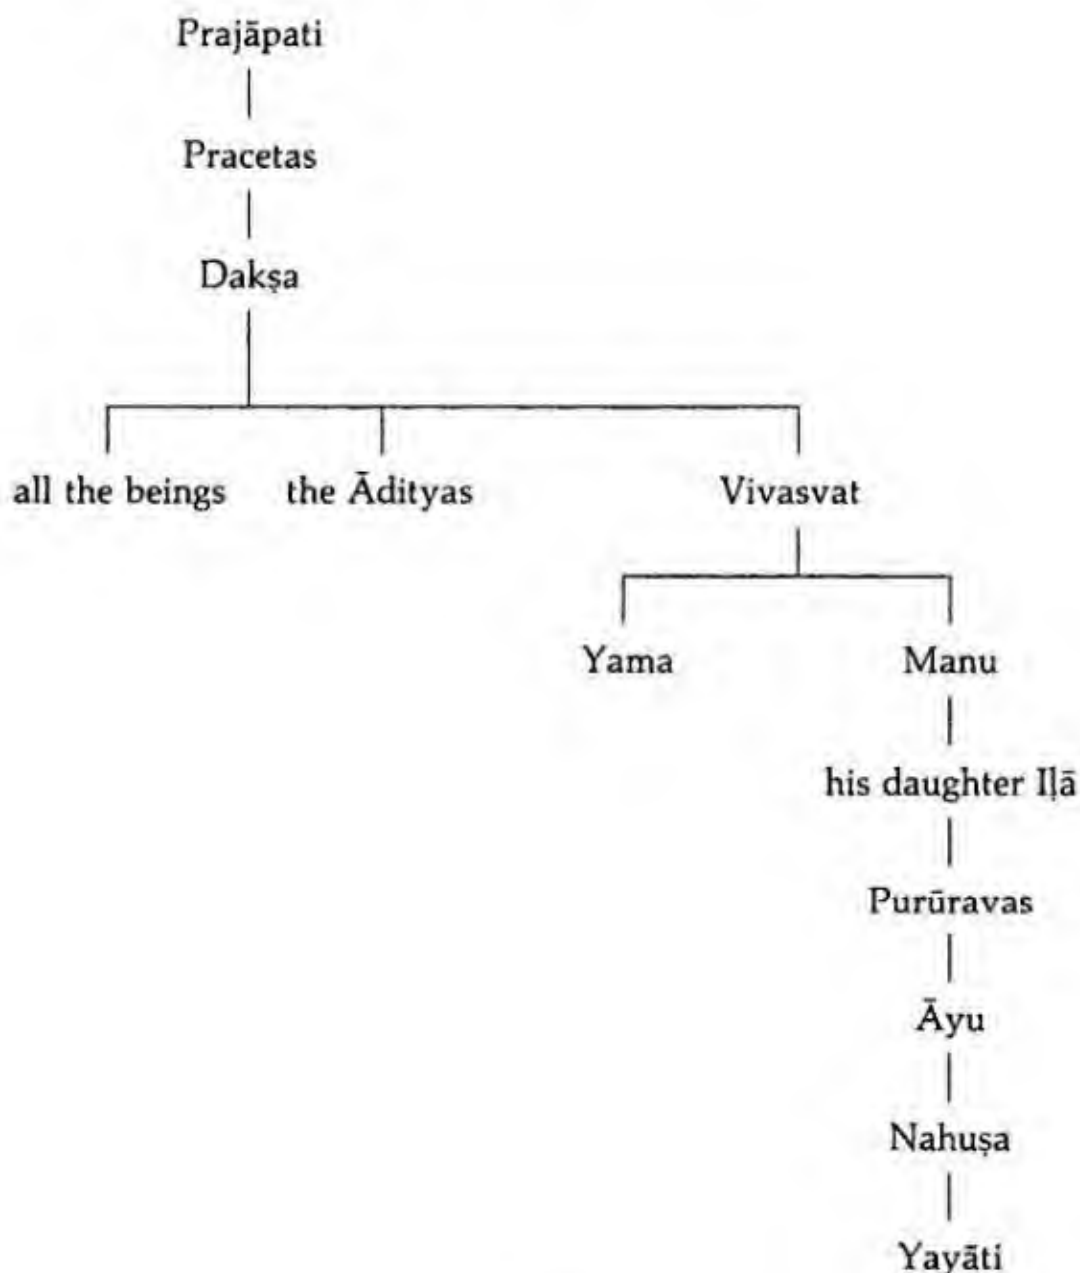 Prajāpati
Pracetas
Dakṣa
all the beings the Ādityas Vivasvat
Yama Manu
his daughter Iḷā
Purūravas
Āyu
Nahuṣa
Yayāti